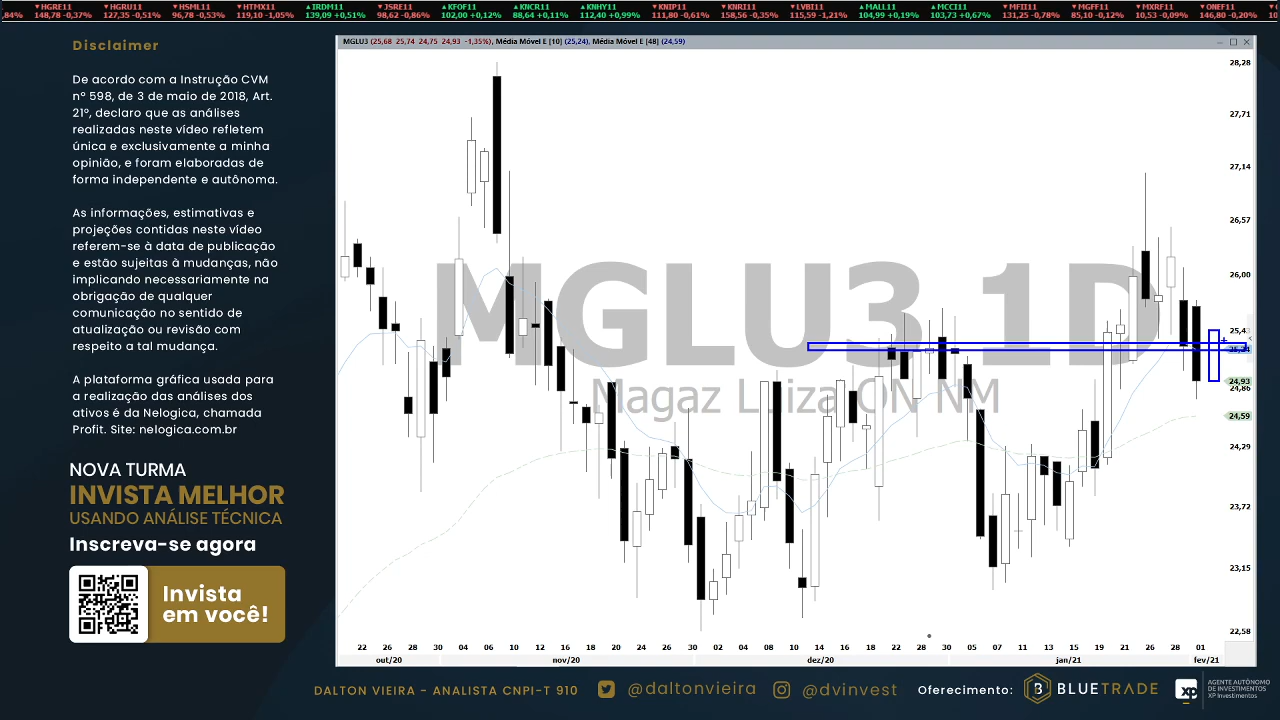 ,84% ▼HGRE11 148,78 -0,37% ▼HGRU11 127,35 -0,51% ▼HSML11 96,78 -0,53% ▼HTMX11 119,10 -1,05% ▲IRDM11 139,09 +0,51% ▼JSRE11 98,62 -0,86% ▲KFOF11 102,00 +0,12% ▲KNCR11 88,64 +0,11% ▲KNHY11 112,40 +0,99% ▼KNIP11 111,80 -0,61% ▼KNRI11 158,56 -0,35% ▼LVBI11 115,59 -1,21% ▲MALL11 104,99 +0,19% ▲MCCI11 103,73 +0,67% ▼MFII11 131,25 -0,78% ▼MGFF11 85,10 -0,12% ▼MXRF11 10,53 -0,09% ▼ONEF11 146,80 -0,20%
Disclaimer
De acordo com a Instrução CVM
nº 598, de 3 de maio de 2018, Art.
21º, declaro que as análises
realizadas neste vídeo refletem
única e exclusivamente a minha
opinião, e foram elaboradas de
forma independente e autônoma.
As informações, estimativas e
projeções contidas neste vídeo
referem-se à data de publicação
e estão sujeitas à mudanças, não
implicando necessariamente na
obrigação de qualquer
comunicação no sentido de
atualização ou revisão com
respeito a tal mudança.
A plataforma gráfica usada para
a realização das análises dos
ativos é da Nelogica, chamada
Profit. Site: nelogica.com.br
NOVA TURMA
INVISTA MELHOR
USANDO ANÁLISE TÉCNICA
Inscreva-se agora
Invista
em você!
MGLU3 (25,68 25,74 24,75 24,93 -1,35%), Média Móvel E [10] (25,24), Média Móvel E [48] (24,59)
MGLU3 1D
Magaz Luiza ON NM
28,28
27,71
27,14
26,57
26,00
25,4
24,93
24,86
24,59
24,29
23,72
23,15
22,58
22 26 28 30 04 06 10 12 16 18 20 24 26 30 02 04 08 10 14 16 18 22 28 30 05 07 11 13 15 19 21 26 28 01
out/20 nov/20 dez/20 jan/21 fev/21
DALTON VIEIRA - ANALISTA CNPI-T 910 @daltonvieira @dvinvest Oferecimento: BLUETRADE xp AGENTE AUTÔNOMO
DE INVESTIMENTOS
XP Investimentos